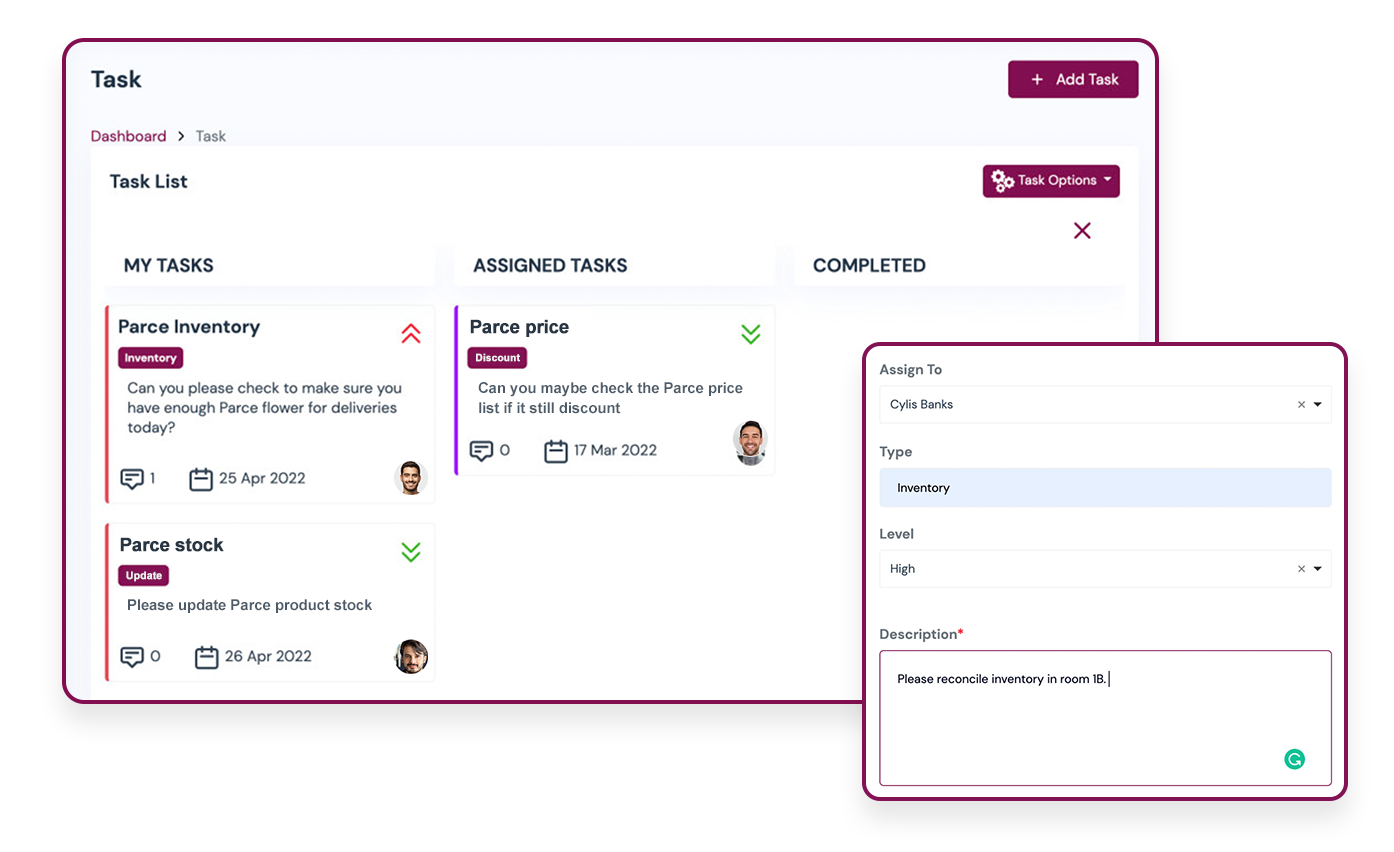 Task
+ Add Task
Dashboard > Task
Task List
Task Options
MY TASKS
ASSIGNED TASKS
COMPLETED
Parce Inventory
Inventory
Can you please check to make sure you
have enough Parce flower for deliveries
today?
1
25 Apr 2022
Parce stock
Update
Please update Parce product stock
0
26 Apr 2022
Parce price
Discount
Can you maybe check the Parce price
list if it still discount
0
17 Mar 2022
Assign To
Cylis Banks
Type
Inventory
Level
High
Description*
Please reconcile inventory in room 1B.